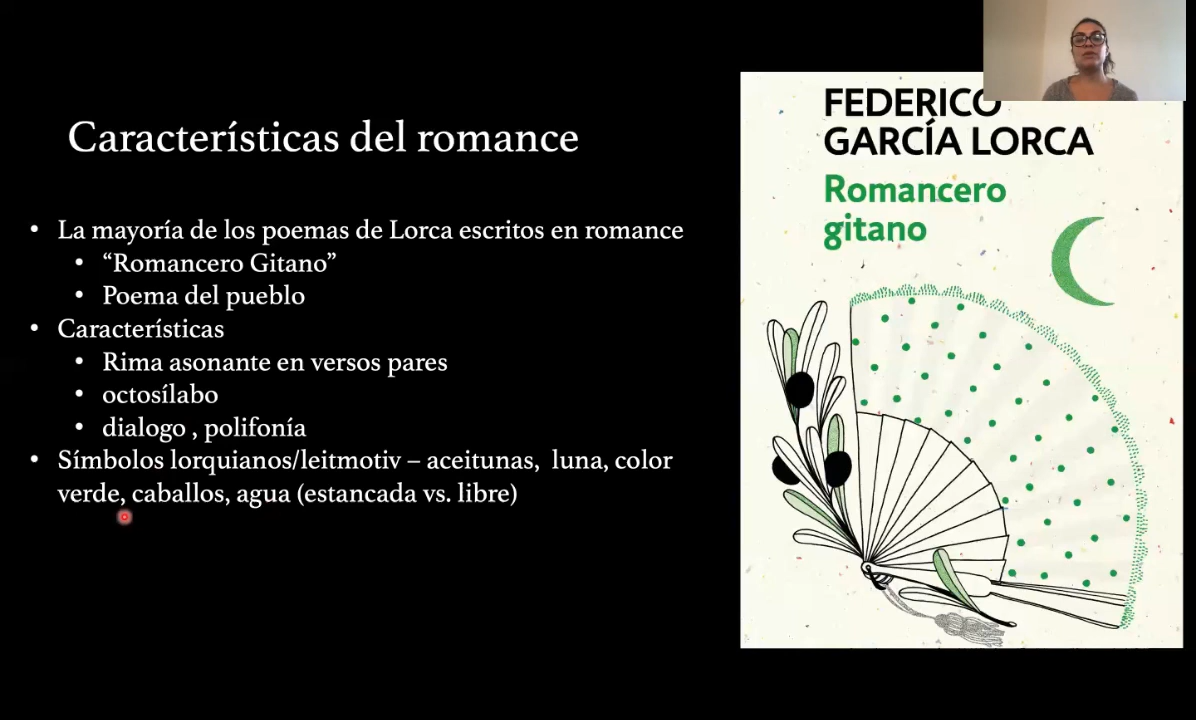 Características del romance
La mayoría de los poemas de Lorca escritos en romance
“Romancero Gitano”
Poema del pueblo
Características
Rima asonante en versos pares
octosílabo
dialogo , polifonía
Símbolos lorquianos/leitmotiv – aceitunas, luna, color
verde, caballos, agua (estancada vs. libre)
FEDERICO
GARCÍA LORCA
Romancero
gitano